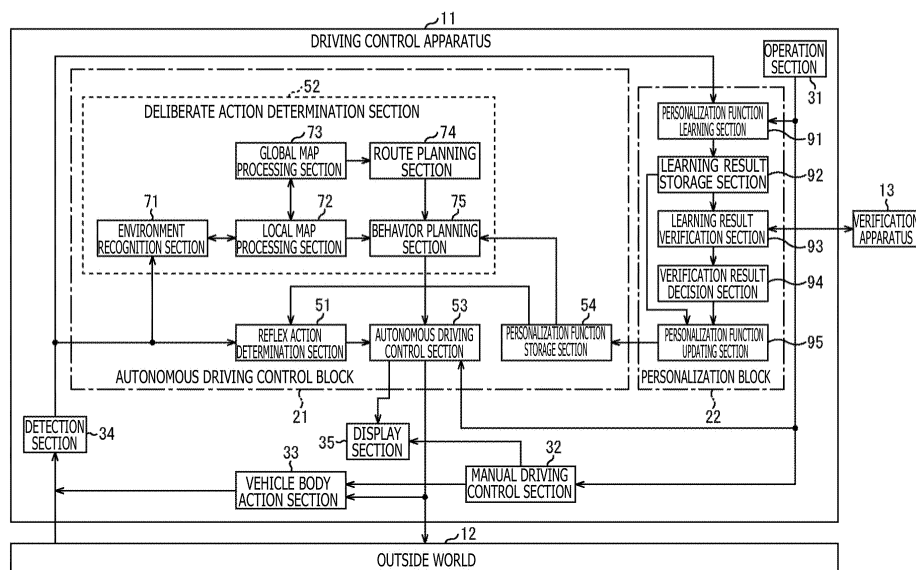 11
DRIVING CONTROL APPARATUS
OPERATION
SECTION
31
52
DELIBERATE ACTION DETERMINATION SECTION
73
74
GLOBAL MAP
PROCESSING SECTION
ROUTE PLANNING
SECTION
71
72
75
ENVIRONMENT
RECOGNITION SECTION
LOCAL MAP
PROCESSING SECTION
BEHAVIOR PLANNING
SECTION
PERSONALIZATION FUNCTION
LEARNING SECTION
91
LEARNING RESULT
STORAGE SECTION
92
LEARNING RESULT
VERIFICATION SECTION
93
13
VERIFICATION
APPARATUS
VERIFICATION RESULT
DECISION SECTION
94
51
53
54
REFLEX ACTION
DETERMINATION SECTION
AUTONOMOUS DRIVING
CONTROL SECTION
PERSONALIZATION FUNCTION
STORAGE SECTION
PERSONALIZATION FUNCTION
UPDATING SECTION
95
AUTONOMOUS DRIVING CONTROL BLOCK
21
PERSONALIZATION BLOCK
22
DETECTION
SECTION
34
35
DISPLAY
SECTION
33
VEHICLE BODY
ACTION SECTION
32
MANUAL DRIVING
CONTROL SECTION
12
OUTSIDE WORLD